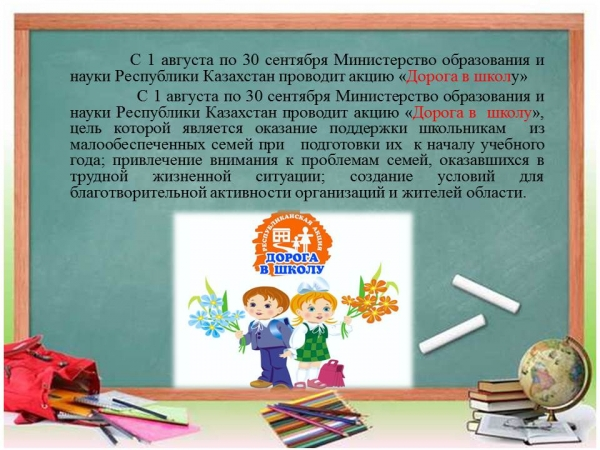 С 1 августа по 30 сентября Министерство образования и
науки Республики Казахстан проводит акцию «Дорога в школу»
С 1 августа по 30 сентября Министерство образования и
науки Республики Казахстан проводит акцию «Дорога в школу»,
цель которой является оказание поддержки школьникам из
малообеспеченных семей при подготовки их к началу учебного
года; привлечение внимания к проблемам семей, оказавшихся в
трудной жизненной ситуации; создание условий для
благотворительной активности организаций и жителей области.
РЕСПУБЛИКАНСКАЯ АКЦИЯ
ДОРОГА
В ШКОЛУ